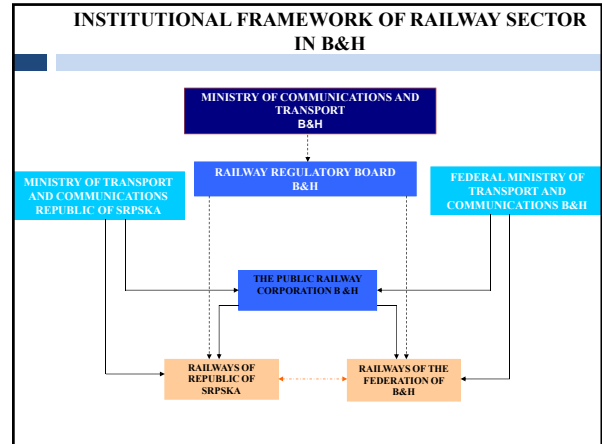 INSTITUTIONAL FRAMEWORK OF RAILWAY SECTOR
IN B&H
MINISTRY OF COMMUNICATIONS AND
TRANSPORT
B&H
RAILWAY REGULATORY BOARD
B&H
MINISTRY OF TRANSPORT
AND COMMUNICATIONS
REPUBLIC OF SRPSKA
FEDERAL MINISTRY OF
TRANSPORT AND
COMMUNICATIONS B&H
THE PUBLIC RAILWAY
CORPORATION B &H
RAILWAYS OF
REPUBLIC OF
SRPSKA
RAILWAYS OF THE
FEDERATION OF
B&H